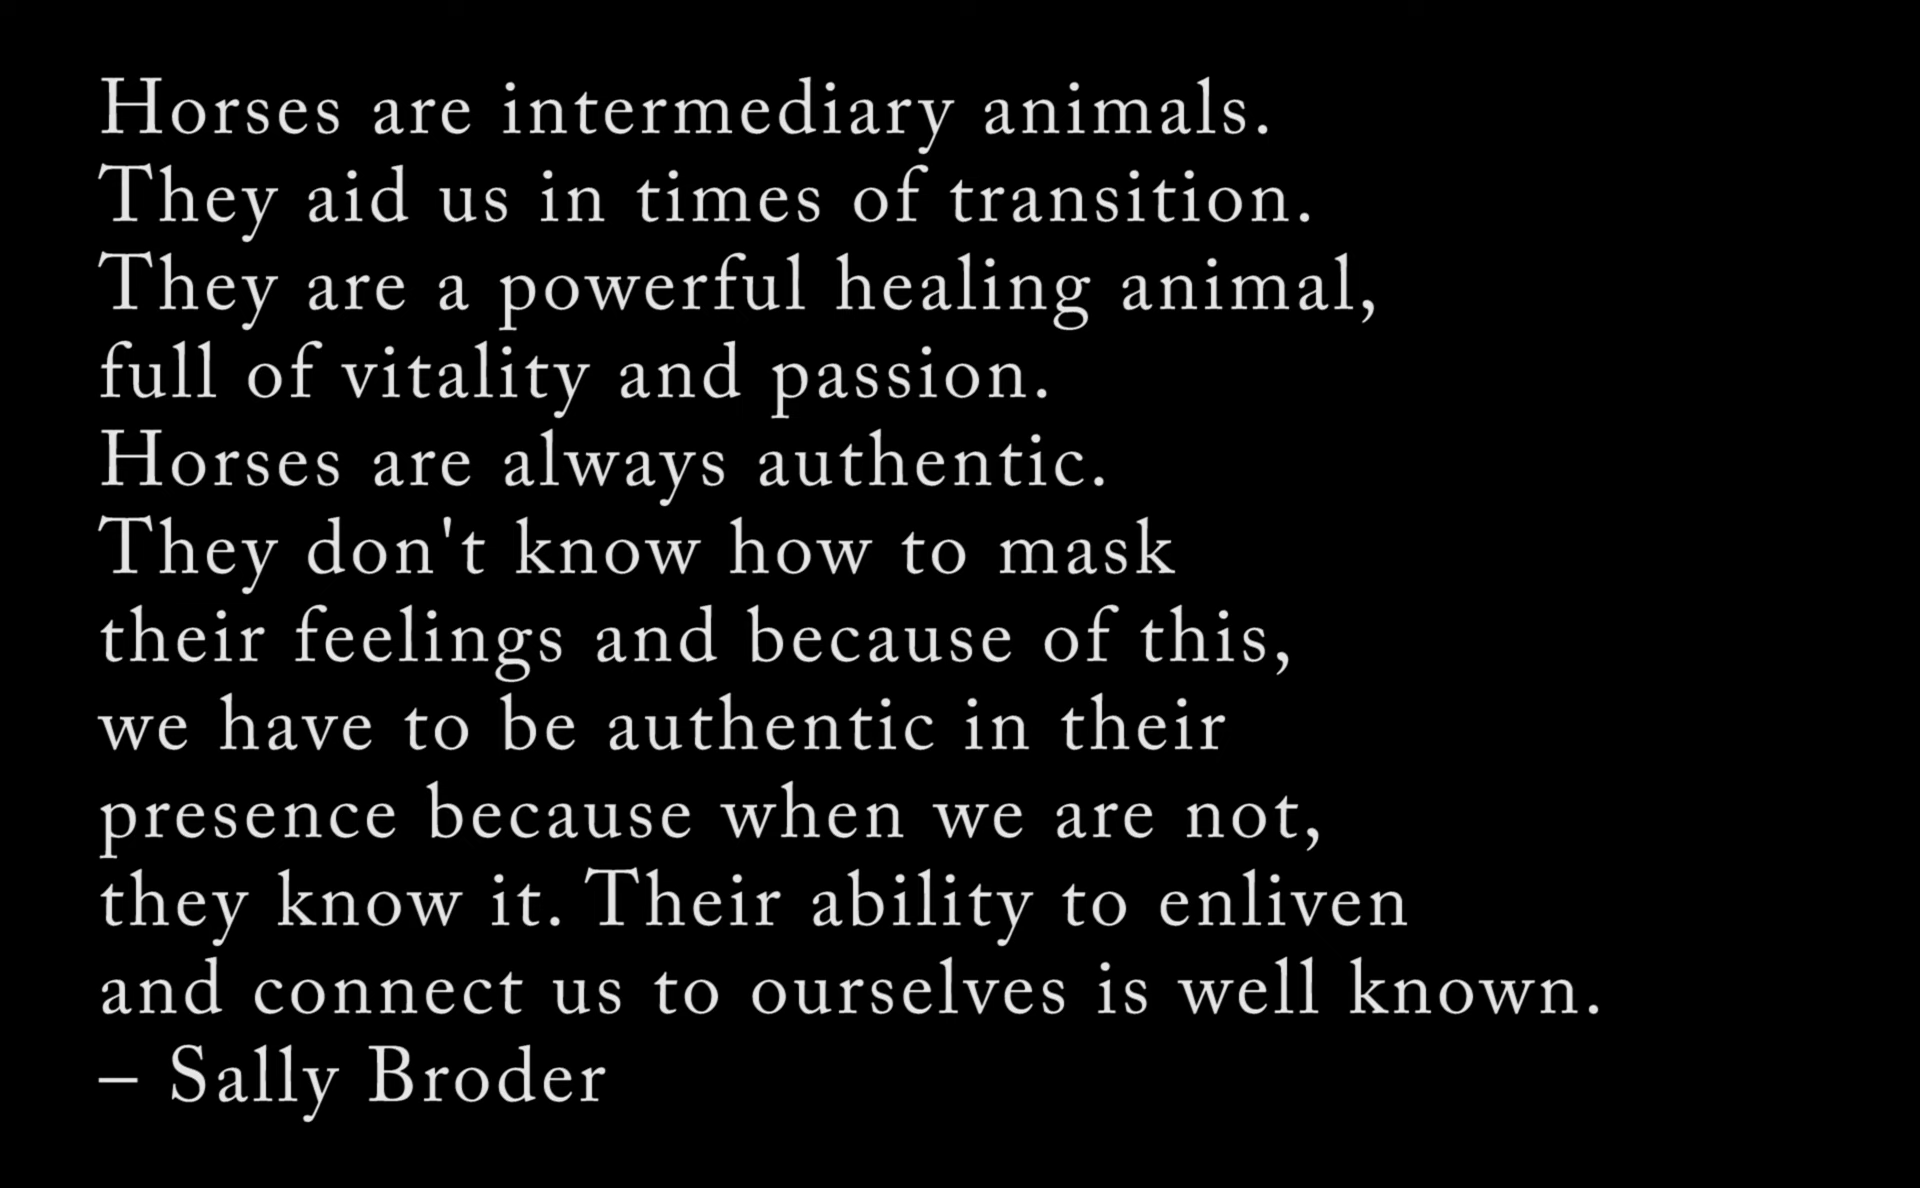 Horses are intermediary animals.
They aid us in times of transition.
They are a powerful healing animal,
full of vitality and passion.
Horses are always authentic.
They don't know how to mask
their feelings and because of this,
we have to be authentic in their
presence because when we are not,
they know it. Their ability to enliven
and connect us to ourselves is well known.
– Sally Broder